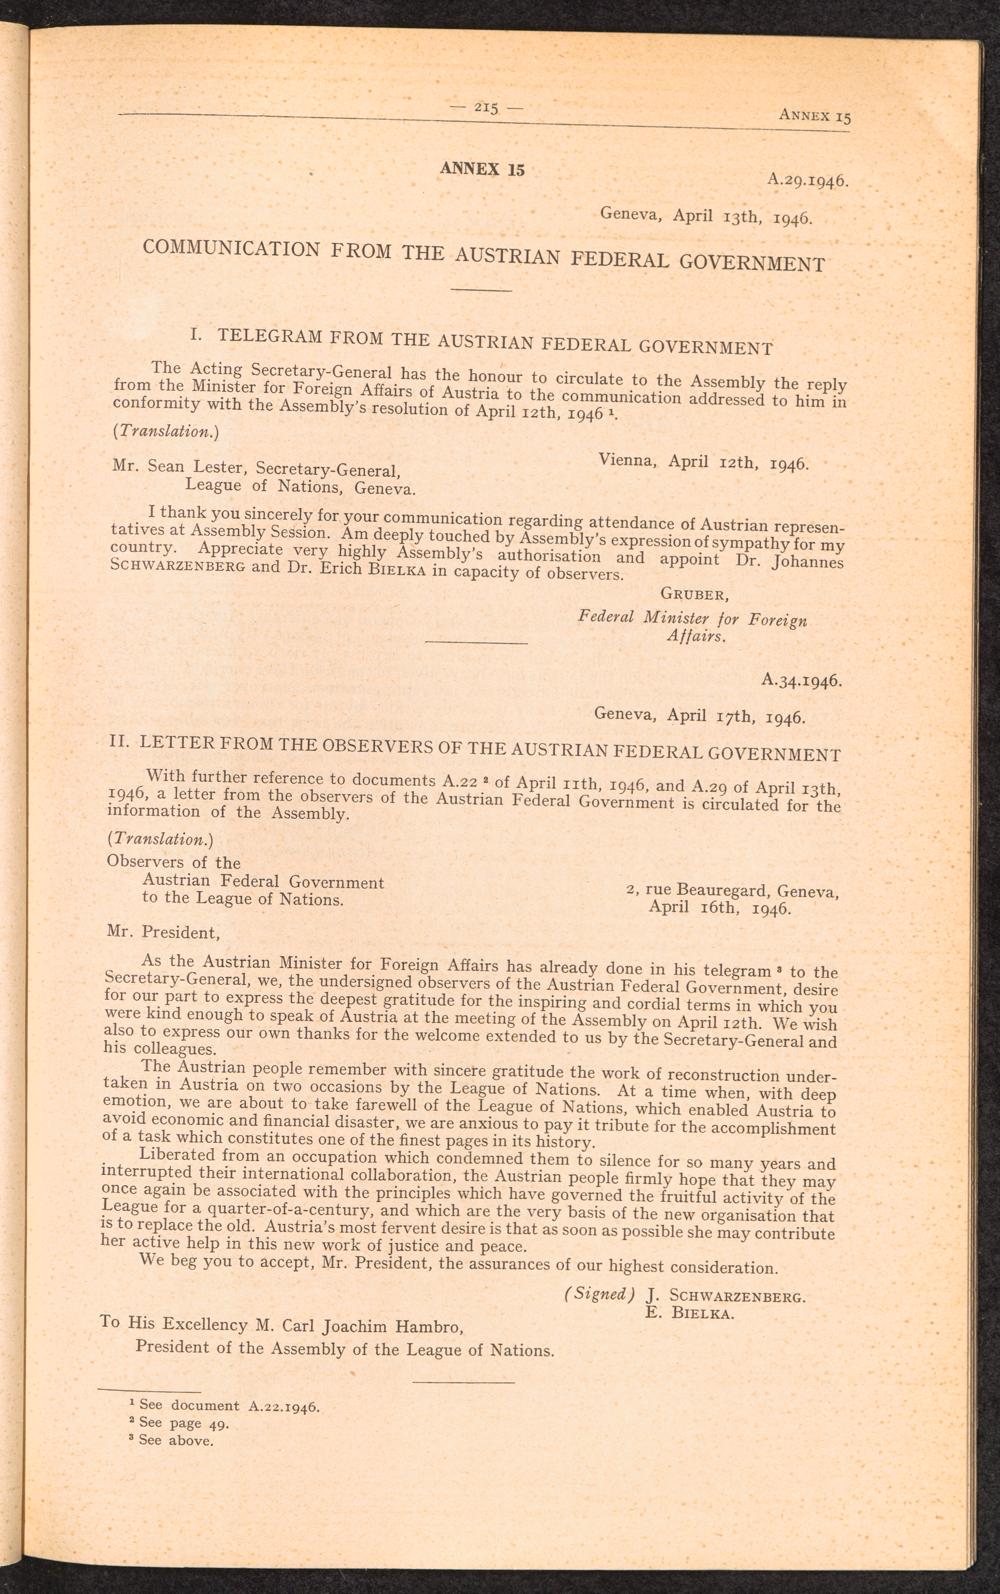 — 215 —
ANNEX 15
ANNEX 15
A.29.1946.
Geneva, April 13th, 1946.
COMMUNICATION FROM THE AUSTRIAN FEDERAL GOVERNMENT
I. TELEGRAM FROM THE AUSTRIAN FEDERAL GOVERNMENT
The Acting Secretary-General has the honour to circulate to the Assembly the reply
from the Minister for Foreign Affairs of Austria to the communication addressed to him in
conformity with the Assembly's resolution of April 12th, 1946 ¹.
(Translation.)
Vienna, April 12th, 1946.
Mr. Sean Lester, Secretary-General,
League of Nations, Geneva.
I thank you sincerely for your communication regarding attendance of Austrian represen-
tatives at Assembly Session. Am deeply touched by Assembly's expression of sympathy for my
country. Appreciate very highly Assembly's authorisation and appoint Dr. Johannes
SCHWARZENBERG and Dr. Erich BIELKA in capacity of observers.
GRUBER,
Federal Minister for Foreign
Affairs.
A.34.1946.
Geneva, April 17th, 1946.
II. LETTER FROM THE OBSERVERS OF THE AUSTRIAN FEDERAL GOVERNMENT
With further reference to documents A.22 ² of April 11th, 1946, and A.29 of April 13th,
1946, a letter from the observers of the Austrian Federal Government is circulated for the
information of the Assembly.
(Translation.)
Observers of the
Austrian Federal Government
to the League of Nations.
2, rue Beauregard, Geneva,
April 16th, 1946.
Mr. President,
As the Austrian Minister for Foreign Affairs has already done in his telegram ³ to the
Secretary-General, we, the undersigned observers of the Austrian Federal Government, desire
for our part to express the deepest gratitude for the inspiring and cordial terms in which you
were kind enough to speak of Austria at the meeting of the Assembly on April 12th. We wish
also to express our own thanks for the welcome extended to us by the Secretary-General and
his colleagues.
The Austrian people remember with sincere gratitude the work of reconstruction under-
taken in Austria on two occasions by the League of Nations. At a time when, with deep
emotion, we are about to take farewell of the League of Nations, which enabled Austria to
avoid economic and financial disaster, we are anxious to pay it tribute for the accomplishment
of a task which constitutes one of the finest pages in its history.
Liberated from an occupation which condemned them to silence for so many years and
interrupted their international collaboration, the Austrian people firmly hope that they may
once again be associated with the principles which have governed the fruitful activity of the
League for a quarter-of-a-century, and which are the very basis of the new organisation that
is to replace the old. Austria's most fervent desire is that as soon as possible she may contribute
her active help in this new work of justice and peace.
We beg you to accept, Mr. President, the assurances of our highest consideration.
(Signed) J. SCHWARZENBERG.
E. BIELKA.
To His Excellency M. Carl Joachim Hambro,
President of the Assembly of the League of Nations.
¹ See document A.22.1946.
² See page 49.
³ See above.